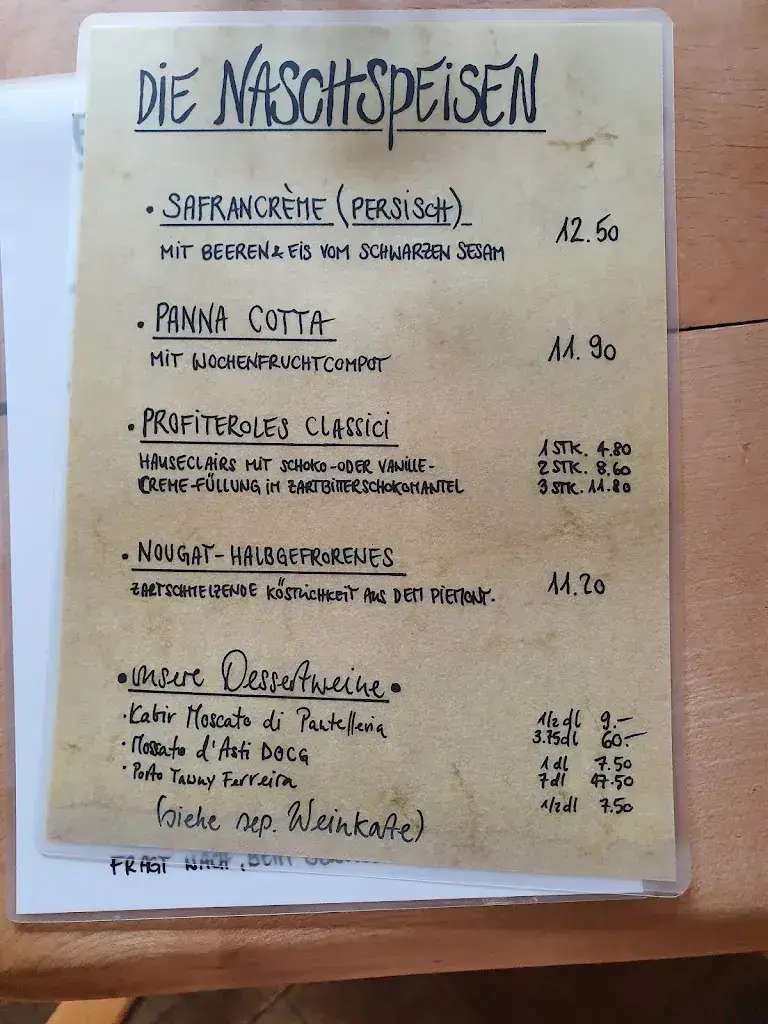 DiE NASCHSPEiSEN
• SAFRANCRÈME (PERSISCH)
12.50
MIT BEEREN & EIS VOM SCHWARZEN SESAM
• PANNA COTTA
11.90
MIT WOCHENFRUCHTCOMPOT
• PROFITEROLES CLASSICI
HAUSECLAIRS MIT SCHOKO-ODER VANILLE-
CREME-FÜLLUNG IM ZARTBITTERSCHOKOMANTEL
1 STK. 4.80
2 STK. 8.60
3 STK. 11.80
• NOUGAT-HALBGEFRORENES
ZARTSCHMELZENDE KÖSTLICHKEIT AUS DEM PIEMONT.
11.20
• unsere Dessertweine •
• Kabir Moscato di Pantelleria
1/2 dl 9.–
3.75dl 60.–
• Moscato d'Asti DOCG
1 dl 7.50
7 dl 47.50
• Porto Tawny Ferreira
1/2 dl 7.50
(siehe sep. Weinkarte)
FRAGT NACH